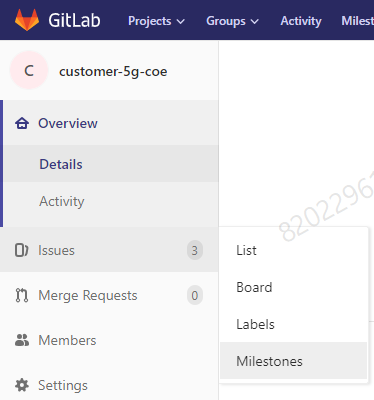 GitLab Projects Groups Activity
C customer-5g-coe
Overview
Details
Activity
Issues 3
List
Board
Merge Requests 0
Labels
Members
Milestones
Settings